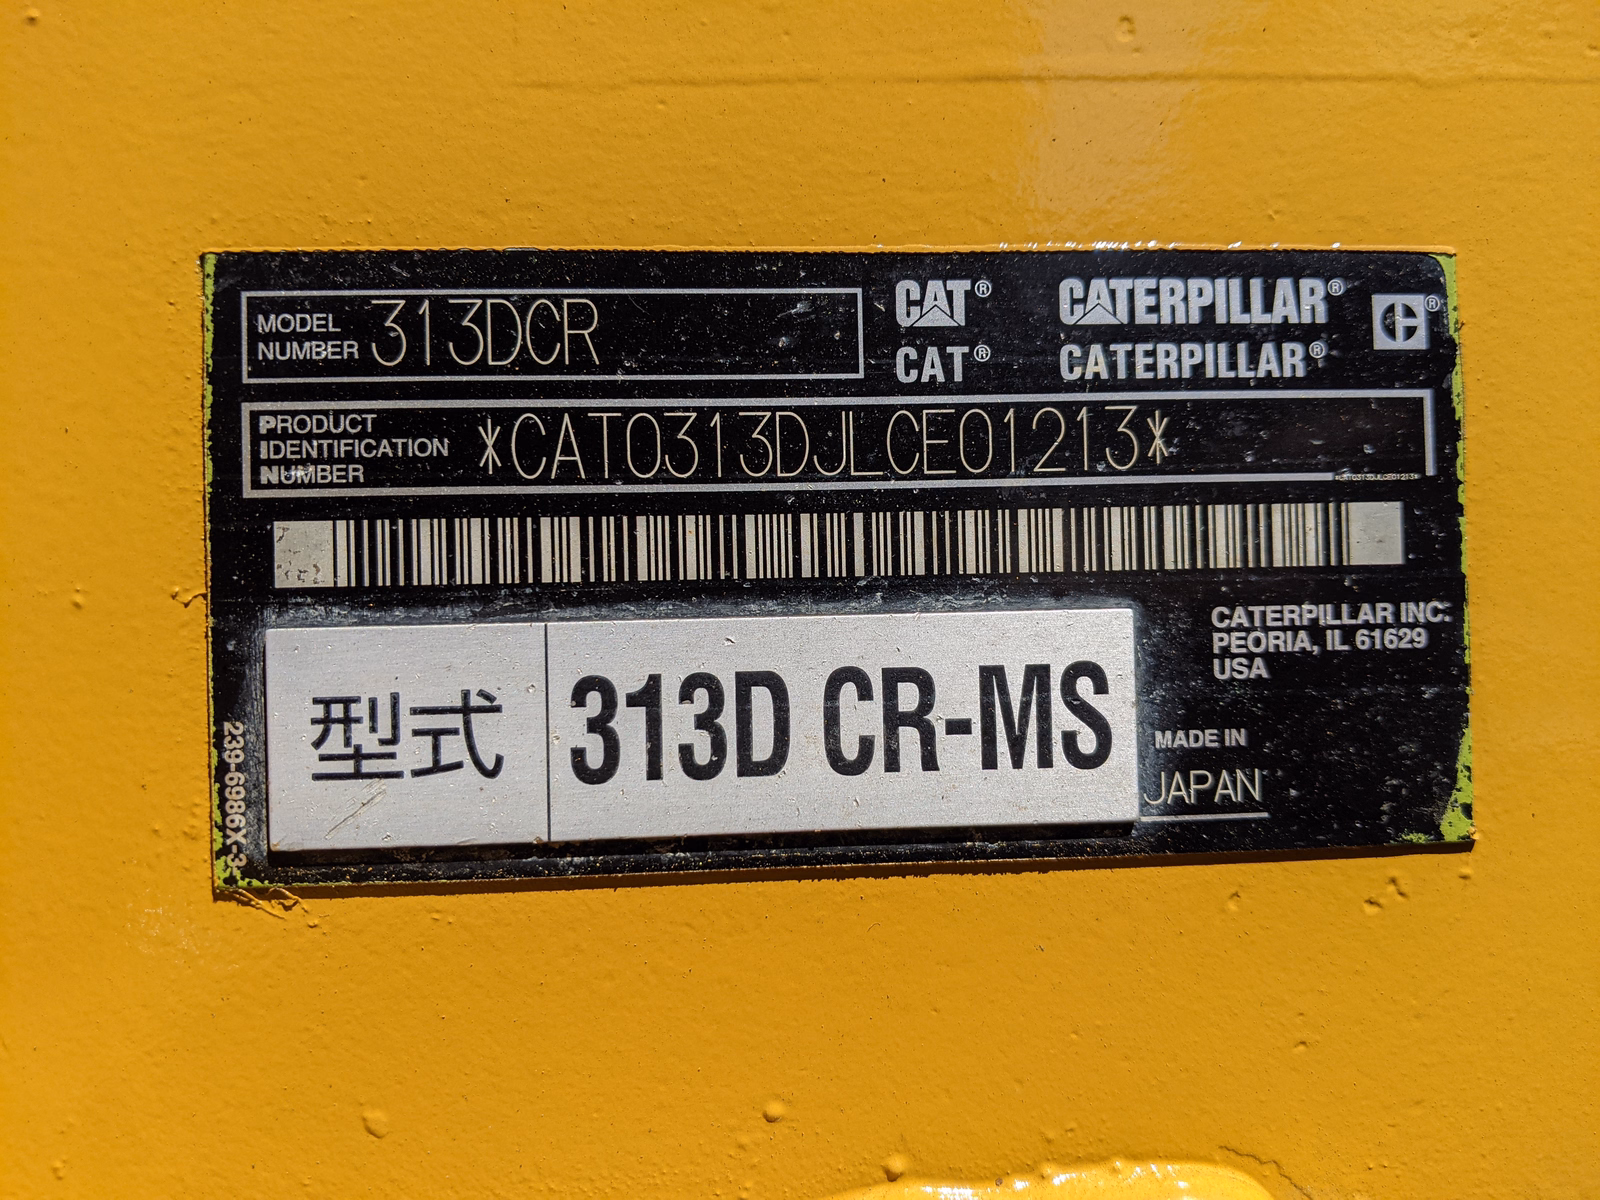 MODEL NUMBER 313DCR
CAT® CATERPILLAR®
CAT® CATERPILLAR®
PRODUCT IDENTIFICATION NUMBER *CAT0313DJLCE01213*
CATERPILLAR INC.
PEORIA, IL 61629
USA
型式 313D CR-MS
MADE IN
JAPAN
239-6986X-3